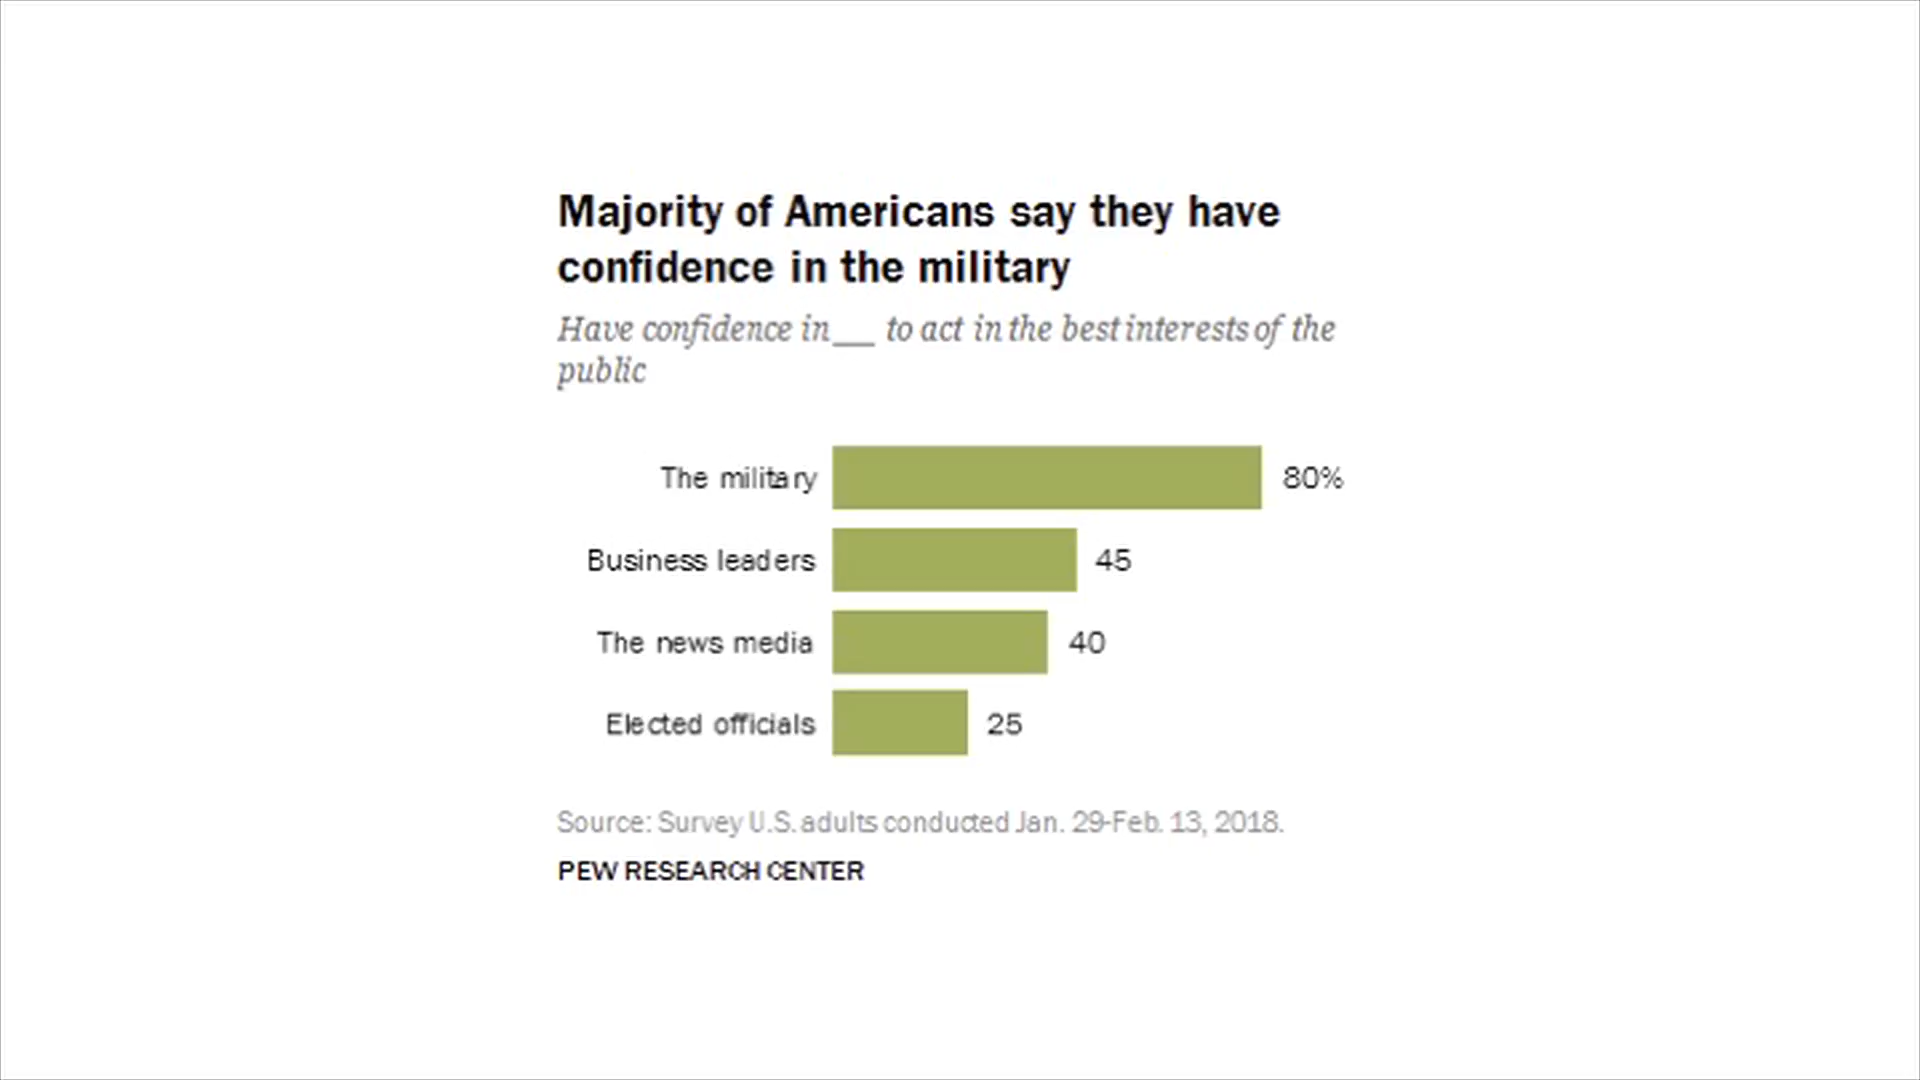 Majority of Americans say they have
confidence in the military
Have confidence in ___ to act in the best interests of the
public
The military 80%
Business leaders 45
The news media 40
Elected officials 25
Source: Survey U.S. adults conducted Jan. 29-Feb. 13, 2018.
PEW RESEARCH CENTER